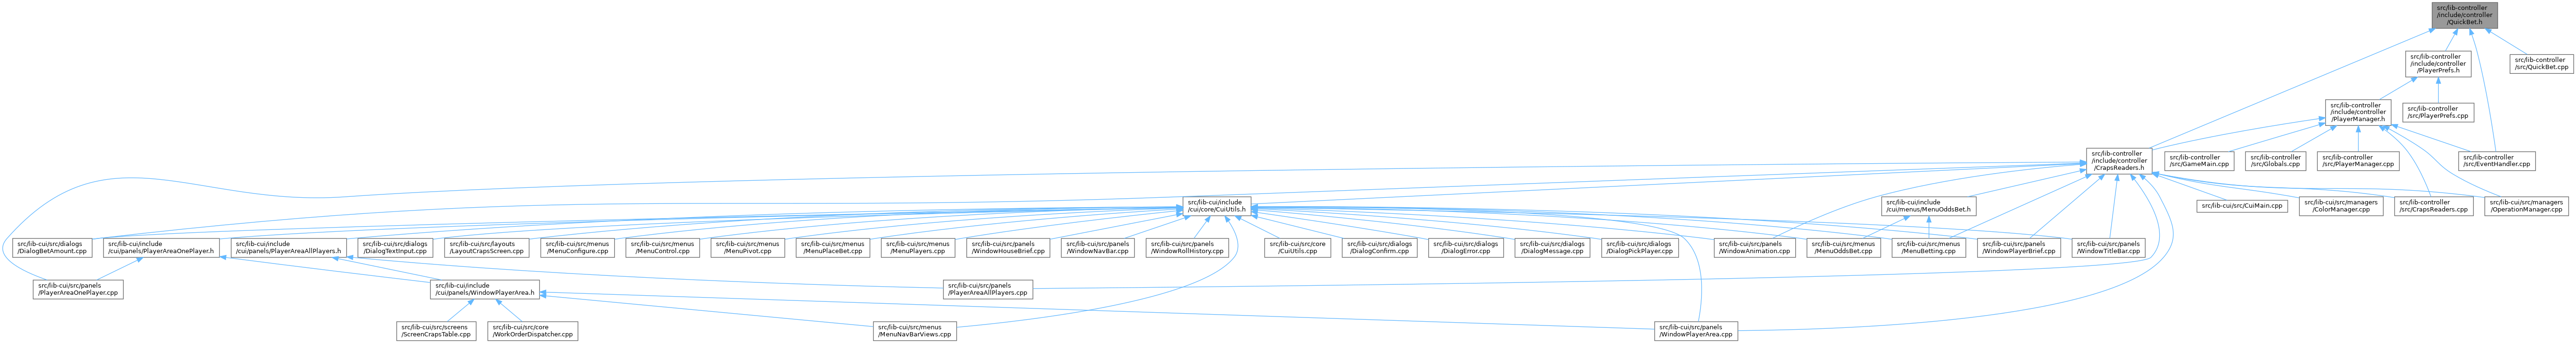 src/lib-controller
/include/controller
/QuickBet.h
src/lib-controller
/include/controller
/PlayerPrefs.h
src/lib-controller
/src/QuickBet.cpp
src/lib-controller
/include/controller
/PlayerManager.h
src/lib-controller
/src/PlayerPrefs.cpp
src/lib-controller
/include/controller
/CrapsReaders.h
src/lib-controller
/src/GameMain.cpp
src/lib-controller
/src/Globals.cpp
src/lib-controller
/src/PlayerManager.cpp
src/lib-controller
/src/EventHandler.cpp
src/lib-cui/include
/cui/core/CuiUtils.h
src/lib-cui/include
/cui/menus/MenuOddsBet.h
src/lib-cui/src/CuiMain.cpp
src/lib-cui/src/managers
/ColorManager.cpp
src/lib-controller
/src/CrapsReaders.cpp
src/lib-cui/src/managers
/OperationManager.cpp
src/lib-cui/src/dialogs
/DialogBetAmount.cpp
src/lib-cui/include
/cui/panels/PlayerAreaOnePlayer.h
src/lib-cui/include
/cui/panels/PlayerAreaAllPlayers.h
src/lib-cui/src/dialogs
/DialogTextInput.cpp
src/lib-cui/src/layouts
/LayoutCrapsScreen.cpp
src/lib-cui/src/menus
/MenuConfigure.cpp
src/lib-cui/src/menus
/MenuControl.cpp
src/lib-cui/src/menus
/MenuPivot.cpp
src/lib-cui/src/menus
/MenuPlaceBet.cpp
src/lib-cui/src/menus
/MenuPlayers.cpp
src/lib-cui/src/panels
/WindowHouseBrief.cpp
src/lib-cui/src/panels
/WindowNavBar.cpp
src/lib-cui/src/panels
/WindowRollHistory.cpp
src/lib-cui/src/core
/CuiUtils.cpp
src/lib-cui/src/dialogs
/DialogConfirm.cpp
src/lib-cui/src/dialogs
/DialogError.cpp
src/lib-cui/src/dialogs
/DialogMessage.cpp
src/lib-cui/src/dialogs
/DialogPickPlayer.cpp
src/lib-cui/src/panels
/WindowAnimation.cpp
src/lib-cui/src/menus
/MenuOddsBet.cpp
src/lib-cui/src/menus
/MenuBetting.cpp
src/lib-cui/src/panels
/WindowPlayerBrief.cpp
src/lib-cui/src/panels
/WindowTitleBar.cpp
src/lib-cui/src/panels
/PlayerAreaOnePlayer.cpp
src/lib-cui/include
/cui/panels/WindowPlayerArea.h
src/lib-cui/src/panels
/PlayerAreaAllPlayers.cpp
src/lib-cui/src/screens
/ScreenCrapsTable.cpp
src/lib-cui/src/core
/WorkOrderDispatcher.cpp
src/lib-cui/src/menus
/MenuNavBarViews.cpp
src/lib-cui/src/panels
/WindowPlayerArea.cpp